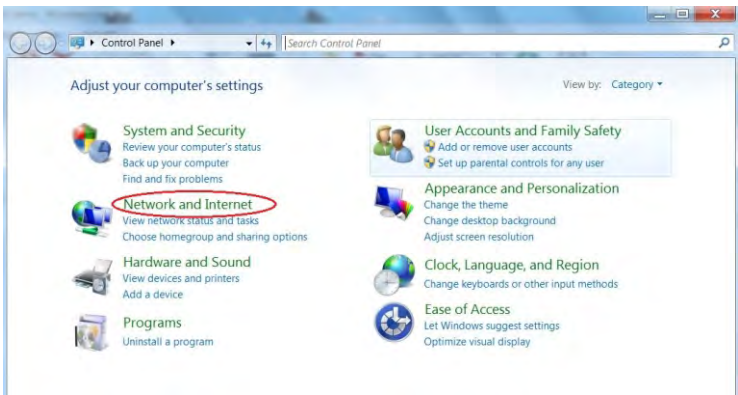 Control Panel
Search Control Panel
Adjust your computer's settings
View by: Category
System and Security
Review your computer's status
Back up your computer
Find and fix problems
Network and Internet
View network status and tasks
Choose homegroup and sharing options
Hardware and Sound
View devices and printers
Add a device
Programs
Uninstall a program
User Accounts and Family Safety
Add or remove user accounts
Set up parental controls for any user
Appearance and Personalization
Change the theme
Change desktop background
Adjust screen resolution
Clock, Language, and Region
Change keyboards or other input methods
Ease of Access
Let Windows suggest settings
Optimize visual display